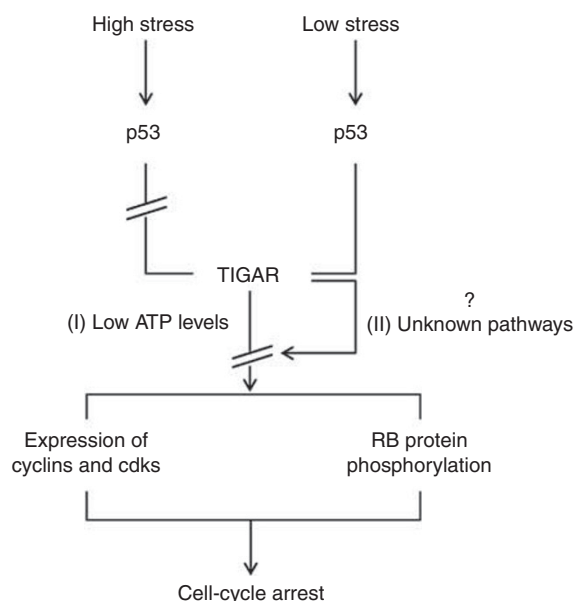 High stress
Low stress
p53
p53
TIGAR
(I) Low ATP levels
?
(II) Unknown pathways
Expression of
cyclins and cdks
RB protein
phosphorylation
Cell-cycle arrest